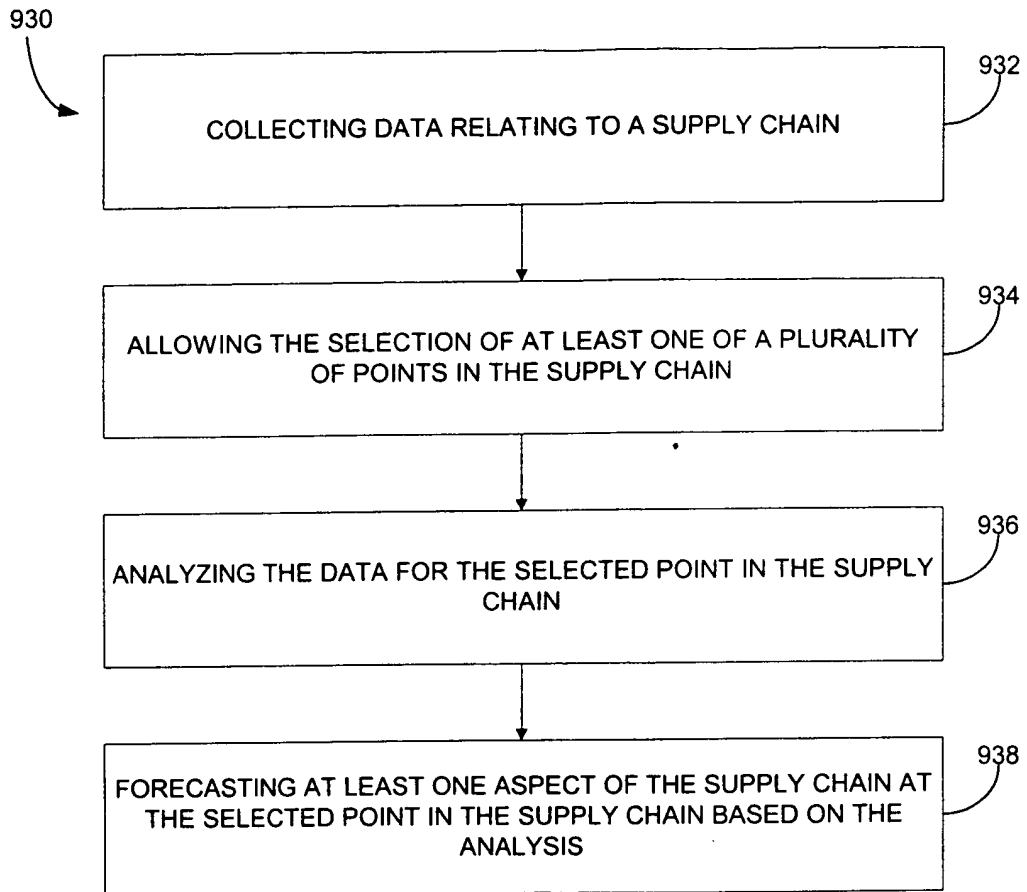 930
932
COLLECTING DATA RELATING TO A SUPPLY CHAIN
934
ALLOWING THE SELECTION OF AT LEAST ONE OF A PLURALITY
OF POINTS IN THE SUPPLY CHAIN
936
ANALYZING THE DATA FOR THE SELECTED POINT IN THE SUPPLY
CHAIN
938
FORECASTING AT LEAST ONE ASPECT OF THE SUPPLY CHAIN AT
THE SELECTED POINT IN THE SUPPLY CHAIN BASED ON THE
ANALYSIS